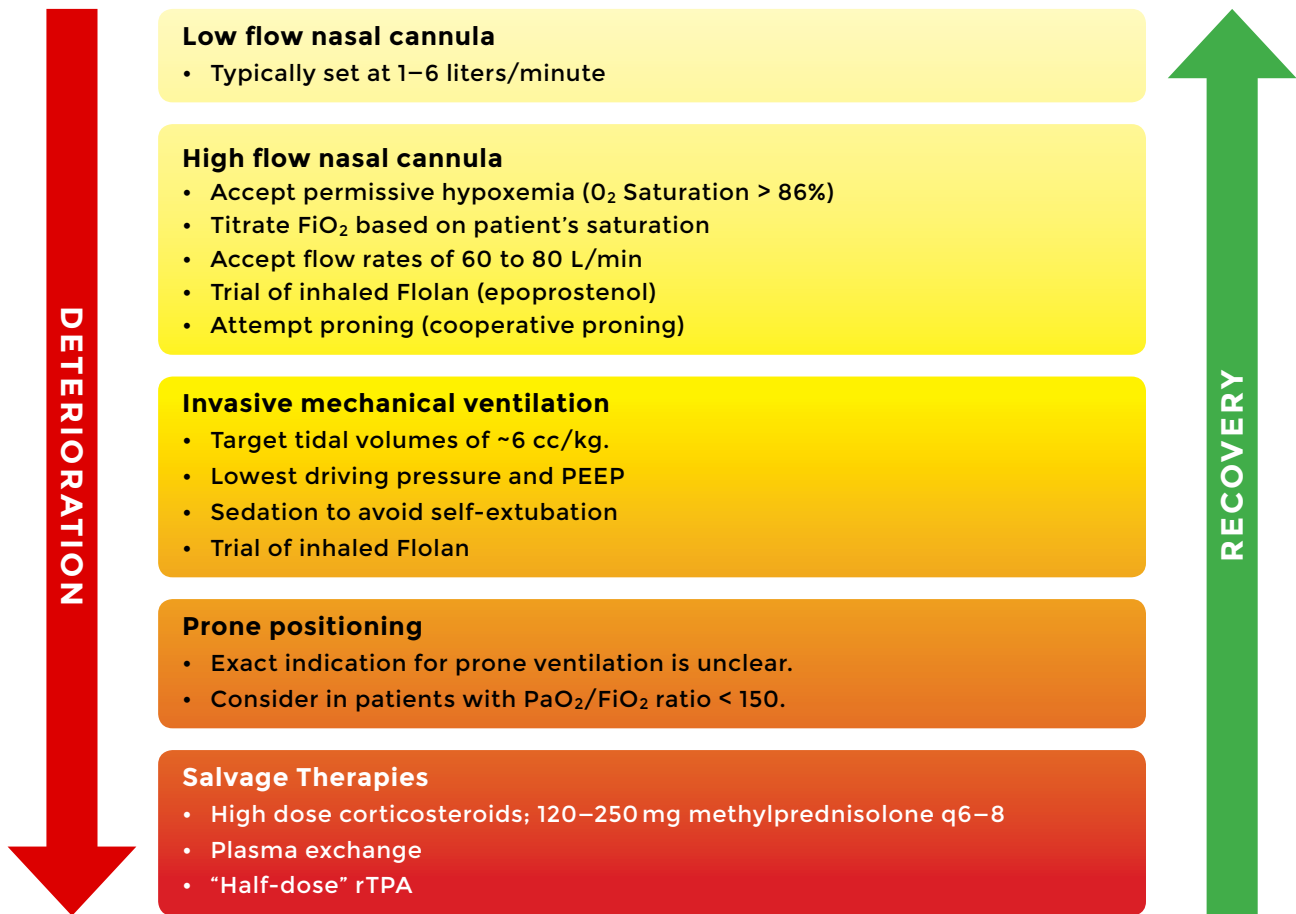 DETERIORATION
Low flow nasal cannula
• Typically set at 1–6 liters/minute
High flow nasal cannula
• Accept permissive hypoxemia (0₂ Saturation > 86%)
• Titrate FiO₂ based on patient’s saturation
• Accept flow rates of 60 to 80 L/min
• Trial of inhaled Flolan (epoprostenol)
• Attempt proning (cooperative proning)
Invasive mechanical ventilation
• Target tidal volumes of ~6 cc/kg.
• Lowest driving pressure and PEEP
• Sedation to avoid self-extubation
• Trial of inhaled Flolan
Prone positioning
• Exact indication for prone ventilation is unclear.
• Consider in patients with PaO₂/FiO₂ ratio < 150.
Salvage Therapies
• High dose corticosteroids; 120–250 mg methylprednisolone q6–8
• Plasma exchange
• “Half-dose” rTPA
RECOVERY